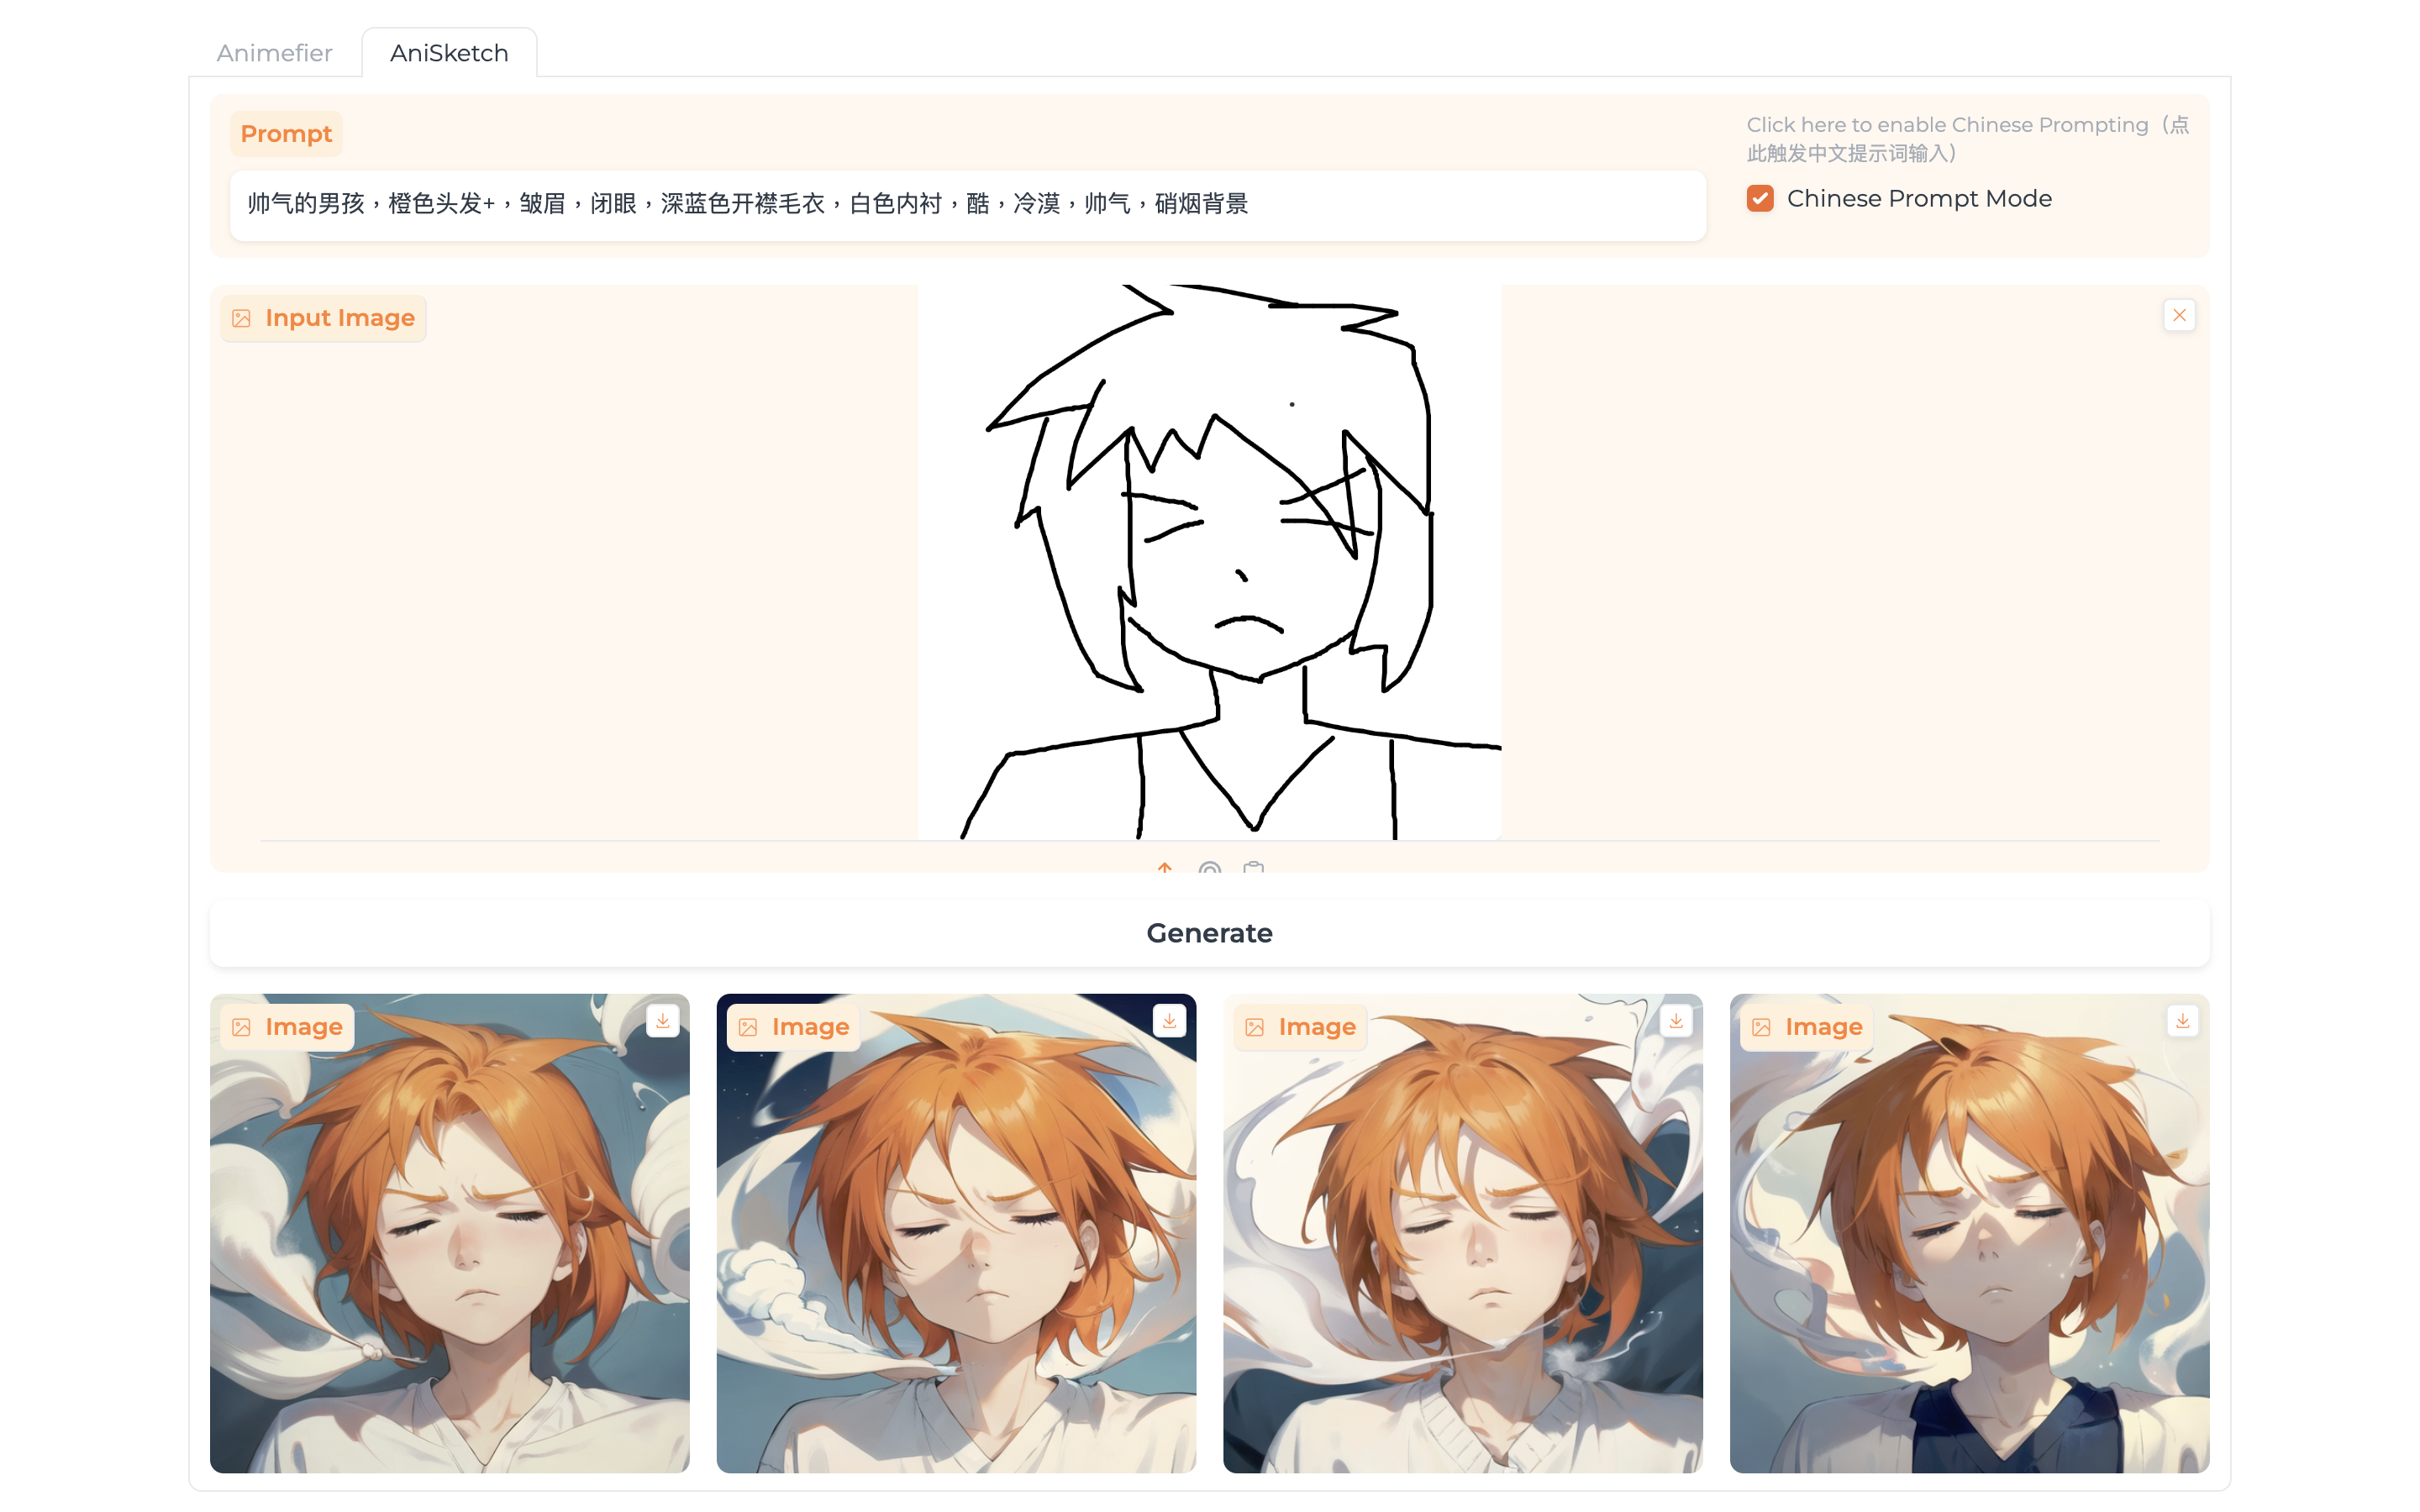 Animefier
AniSketch
Prompt
帅气的男孩，橙色头发+，皱眉，闭眼，深蓝色开襟毛衣，白色内衬，酷，冷漠，帅气，硝烟背景
Click here to enable Chinese Prompting（点
此触发中文提示词输入）
Chinese Prompt Mode
Input Image
Generate
Image
Image
Image
Image